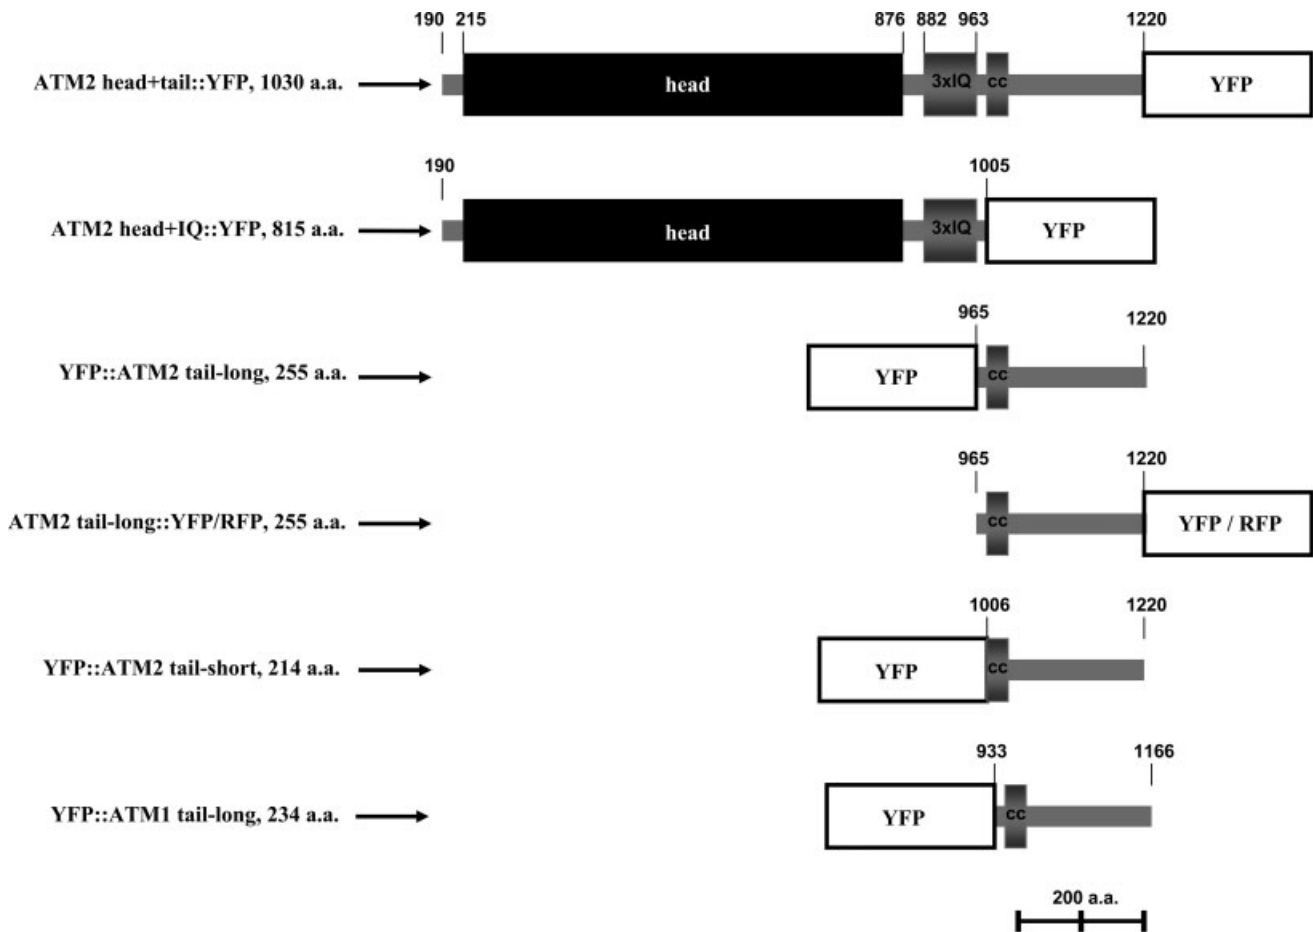 190 215 876 882 963 1220
ATM2 head+tail::YFP, 1030 a.a. head 3xIQ cc YFP
190 1005
ATM2 head+IQ::YFP, 815 a.a. head 3xIQ YFP
965 1220
YFP::ATM2 tail-long, 255 a.a. YFP cc
965 1220
ATM2 tail-long::YFP/RFP, 255 a.a. cc YFP / RFP
1006 1220
YFP::ATM2 tail-short, 214 a.a. YFP cc
933 1166
YFP::ATM1 tail-long, 234 a.a. YFP cc
200 a.a.